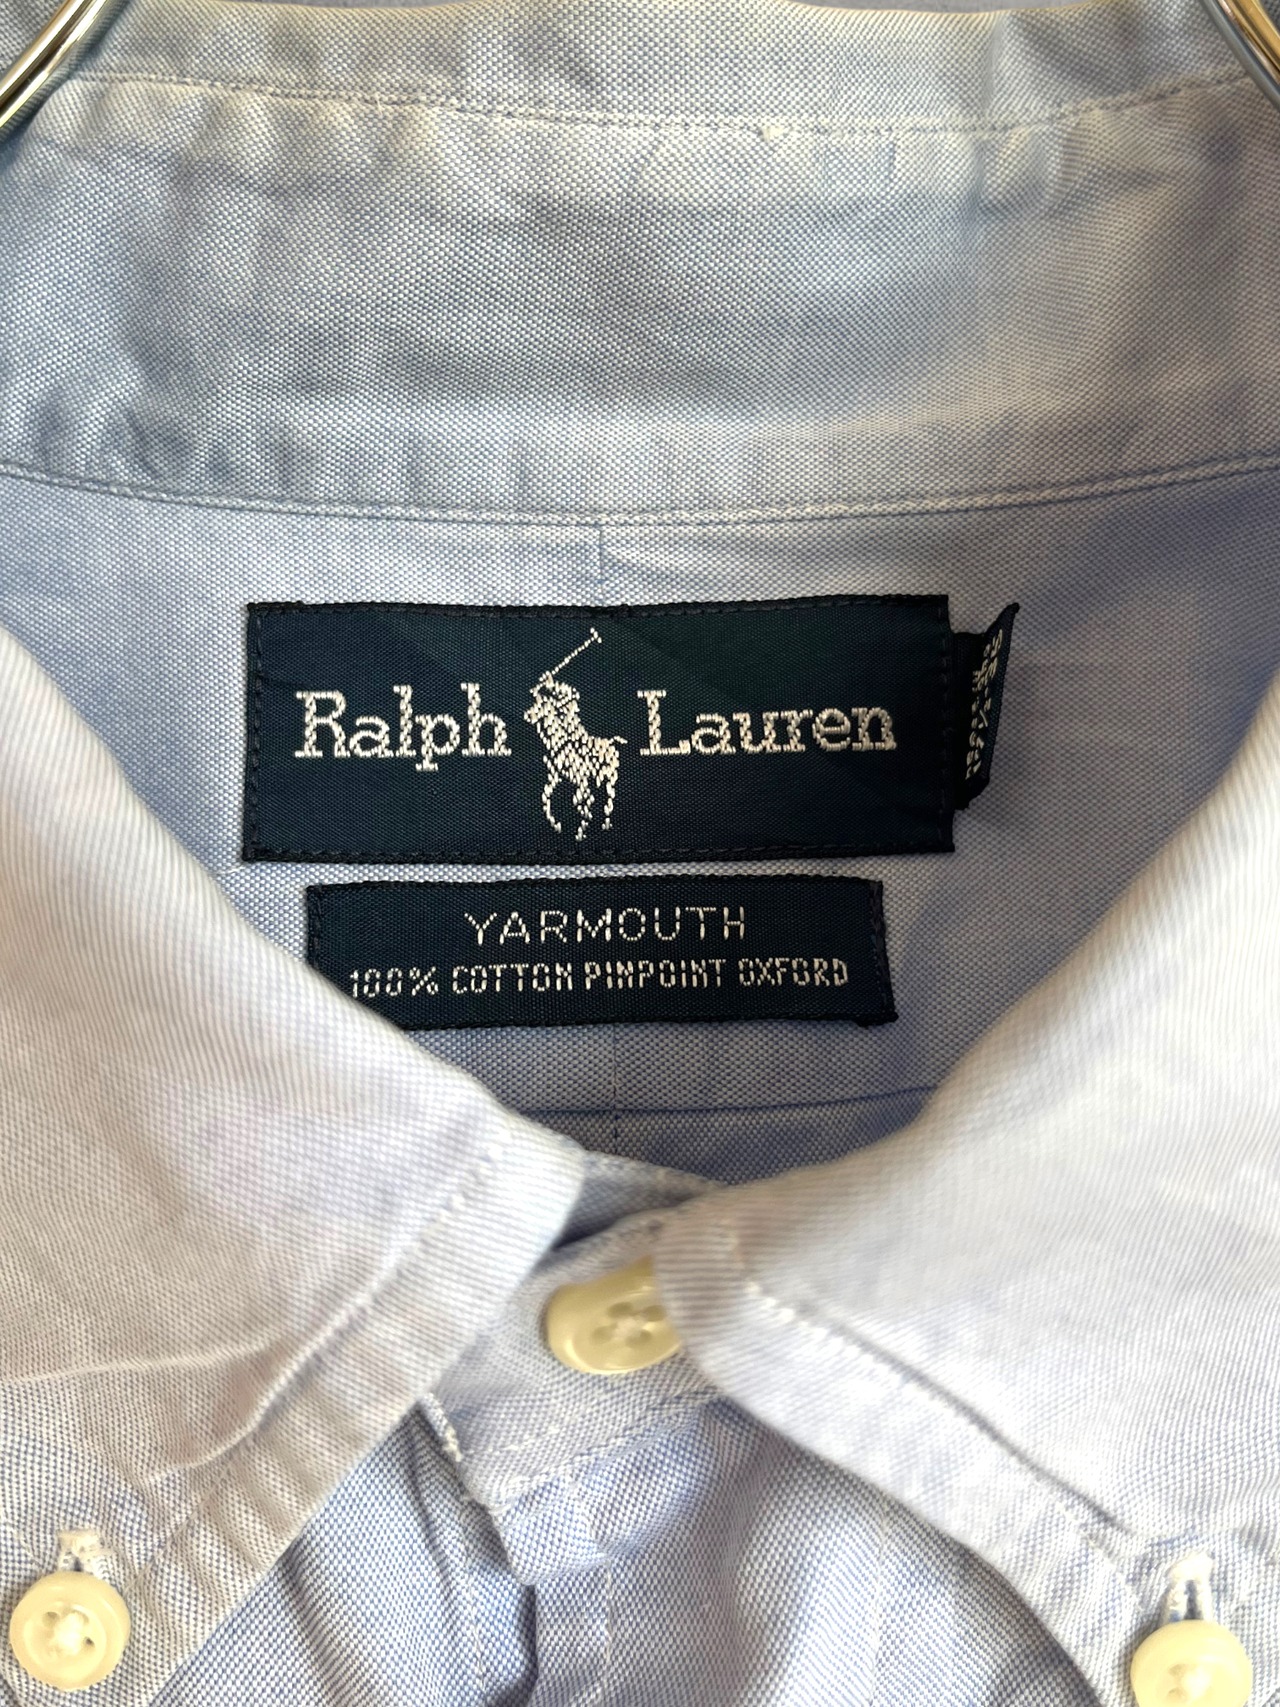 Ralph Lauren
YARMOUTH
100% COTTON PINPOINT OXFORD